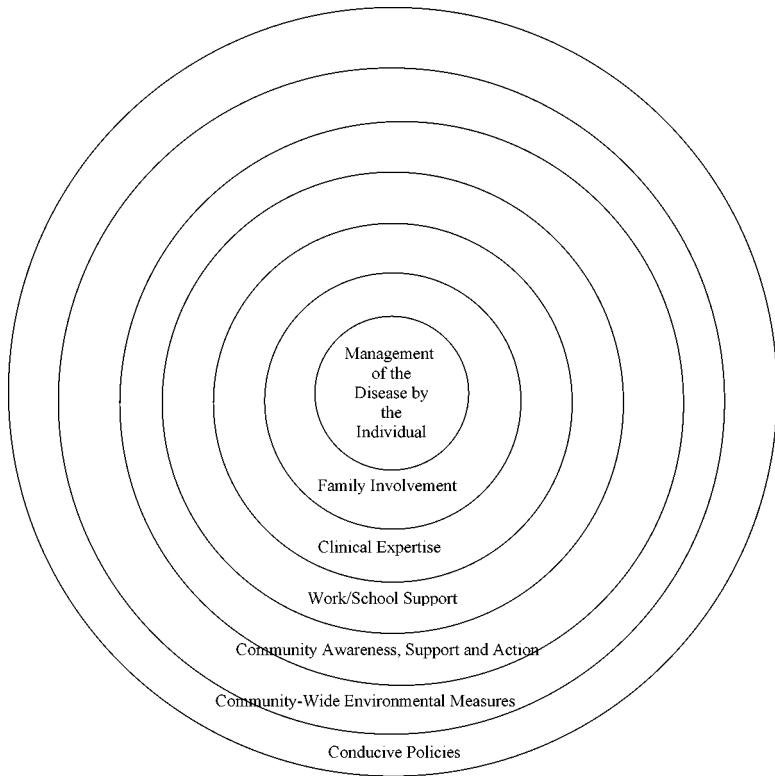 Management
of the
Disease by
the
Individual
Family Involvement
Clinical Expertise
Work/School Support
Community Awareness, Support and Action
Community-Wide Environmental Measures
Conducive Policies